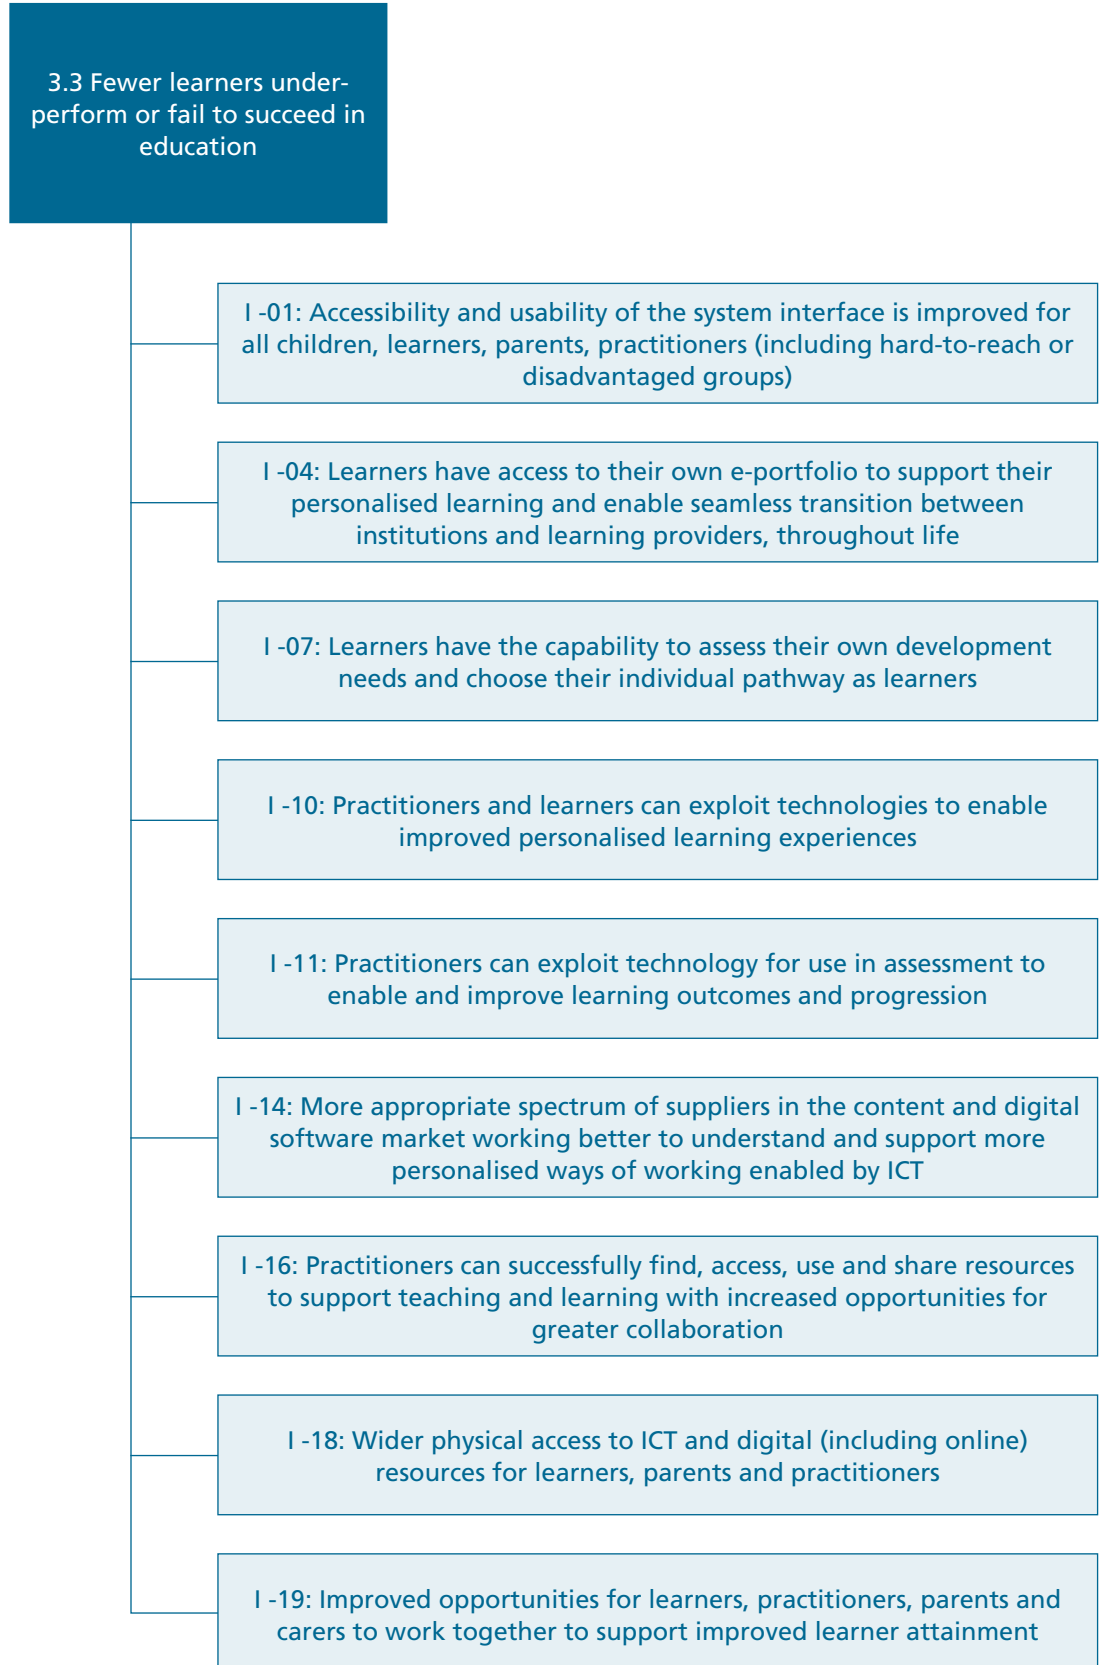 3.3 Fewer learners under-
perform or fail to succeed in
education
I -01: Accessibility and usability of the system interface is improved for
all children, learners, parents, practitioners (including hard-to-reach or
disadvantaged groups)
I -04: Learners have access to their own e-portfolio to support their
personalised learning and enable seamless transition between
institutions and learning providers, throughout life
I -07: Learners have the capability to assess their own development
needs and choose their individual pathway as learners
I -10: Practitioners and learners can exploit technologies to enable
improved personalised learning experiences
I -11: Practitioners can exploit technology for use in assessment to
enable and improve learning outcomes and progression
I -14: More appropriate spectrum of suppliers in the content and digital
software market working better to understand and support more
personalised ways of working enabled by ICT
I -16: Practitioners can successfully find, access, use and share resources
to support teaching and learning with increased opportunities for
greater collaboration
I -18: Wider physical access to ICT and digital (including online)
resources for learners, parents and practitioners
I -19: Improved opportunities for learners, practitioners, parents and
carers to work together to support improved learner attainment